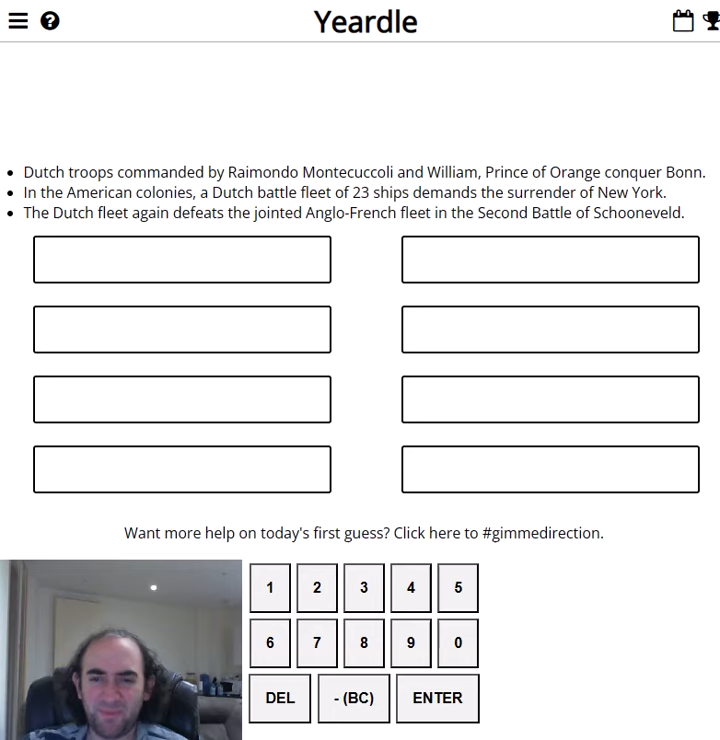 Yeardle
• Dutch troops commanded by Raimondo Montecuccoli and William, Prince of Orange conquer Bonn.
• In the American colonies, a Dutch battle fleet of 23 ships demands the surrender of New York.
• The Dutch fleet again defeats the jointed Anglo-French fleet in the Second Battle of Schooneveld.
Want more help on today's first guess? Click here to #gimmedirection.
1 2 3 4 5
6 7 8 9 0
DEL - (BC) ENTER